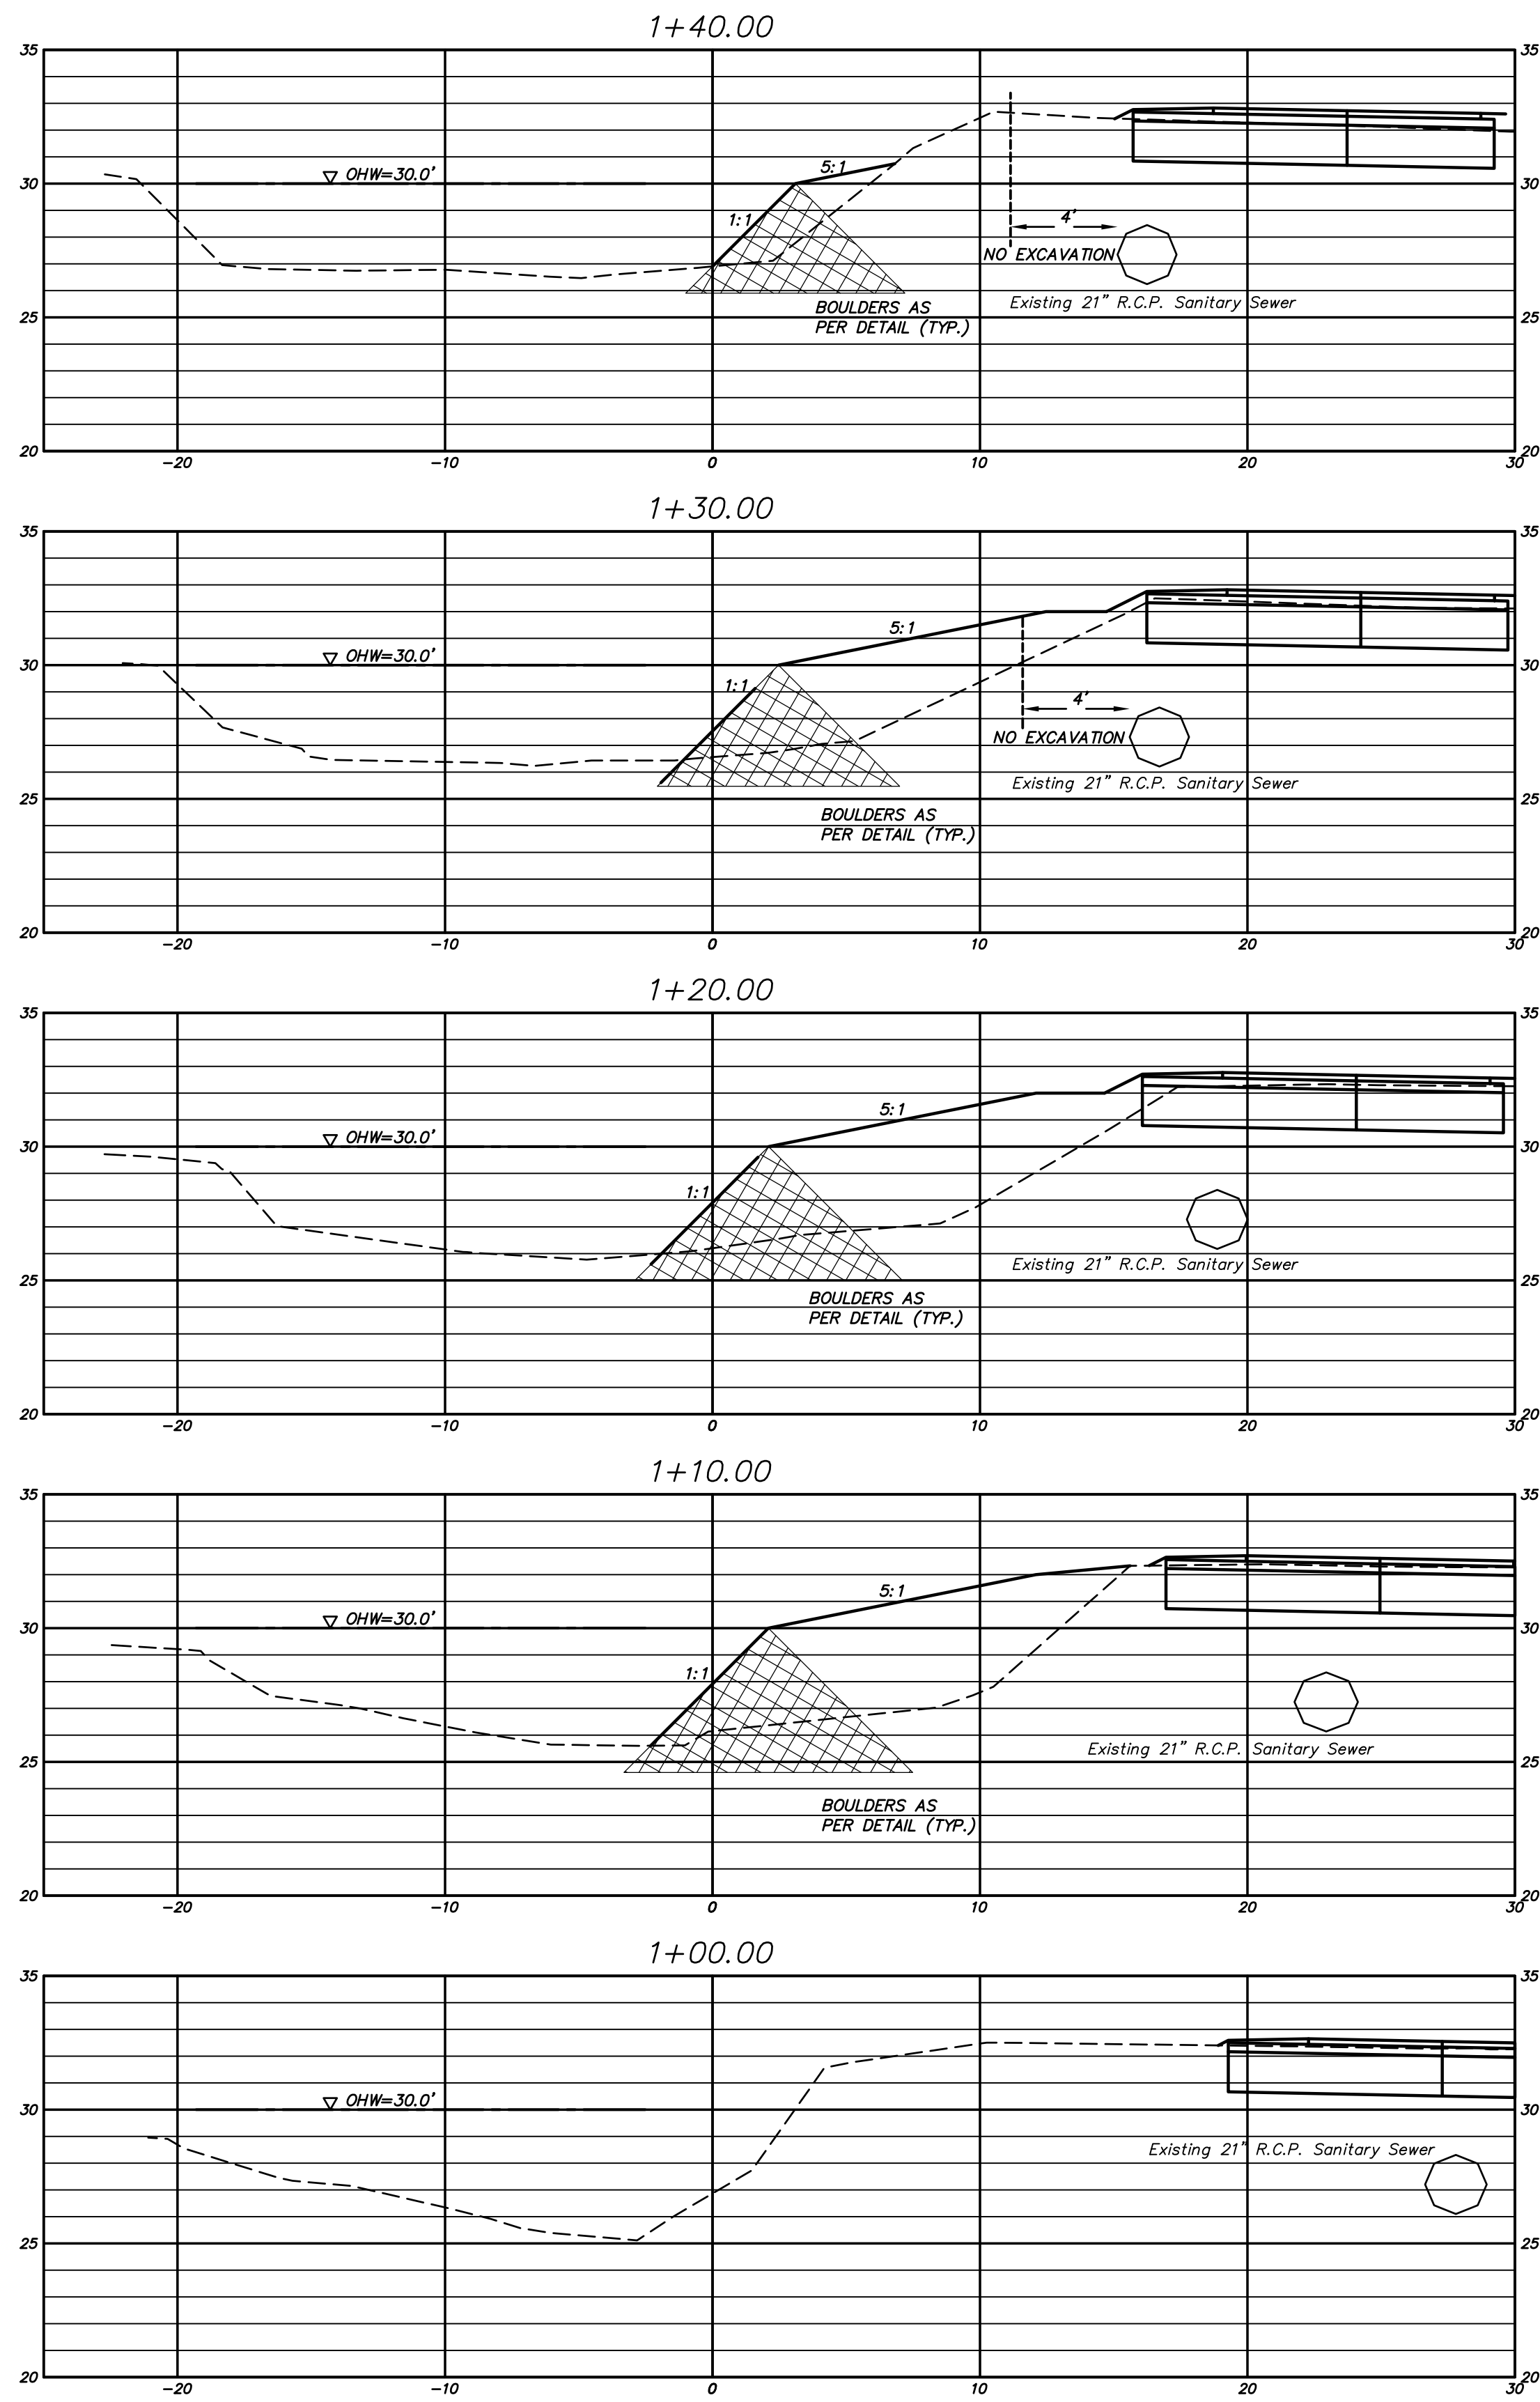 1+40.00
35 35
5:1
OHW=30.0'
30 30
1:1
4'
NO EXCAVATION
Existing 21" R.C.P. Sanitary Sewer
BOULDERS AS
25 25
PER DETAIL (TYP.)
20 20
-20 -10 0 10 20 30
1+30.00
35 35
5:1
OHW=30.0'
30 30
1:1
4'
NO EXCAVATION
Existing 21" R.C.P. Sanitary Sewer
25 25
BOULDERS AS
PER DETAIL (TYP.)
20 20
-20 -10 0 10 20 30
1+20.00
35 35
5:1
OHW=30.0'
30 30
1:1
Existing 21" R.C.P. Sanitary Sewer
25 25
BOULDERS AS
PER DETAIL (TYP.)
20 20
-20 -10 0 10 20 30
1+10.00
35 35
5:1
OHW=30.0'
30 30
1:1
Existing 21" R.C.P. Sanitary Sewer
25 25
BOULDERS AS
PER DETAIL (TYP.)
20 20
-20 -10 0 10 20 30
1+00.00
35 35
OHW=30.0'
30 30
Existing 21" R.C.P. Sanitary Sewer
25 25
20 20
-20 -10 0 10 20 30